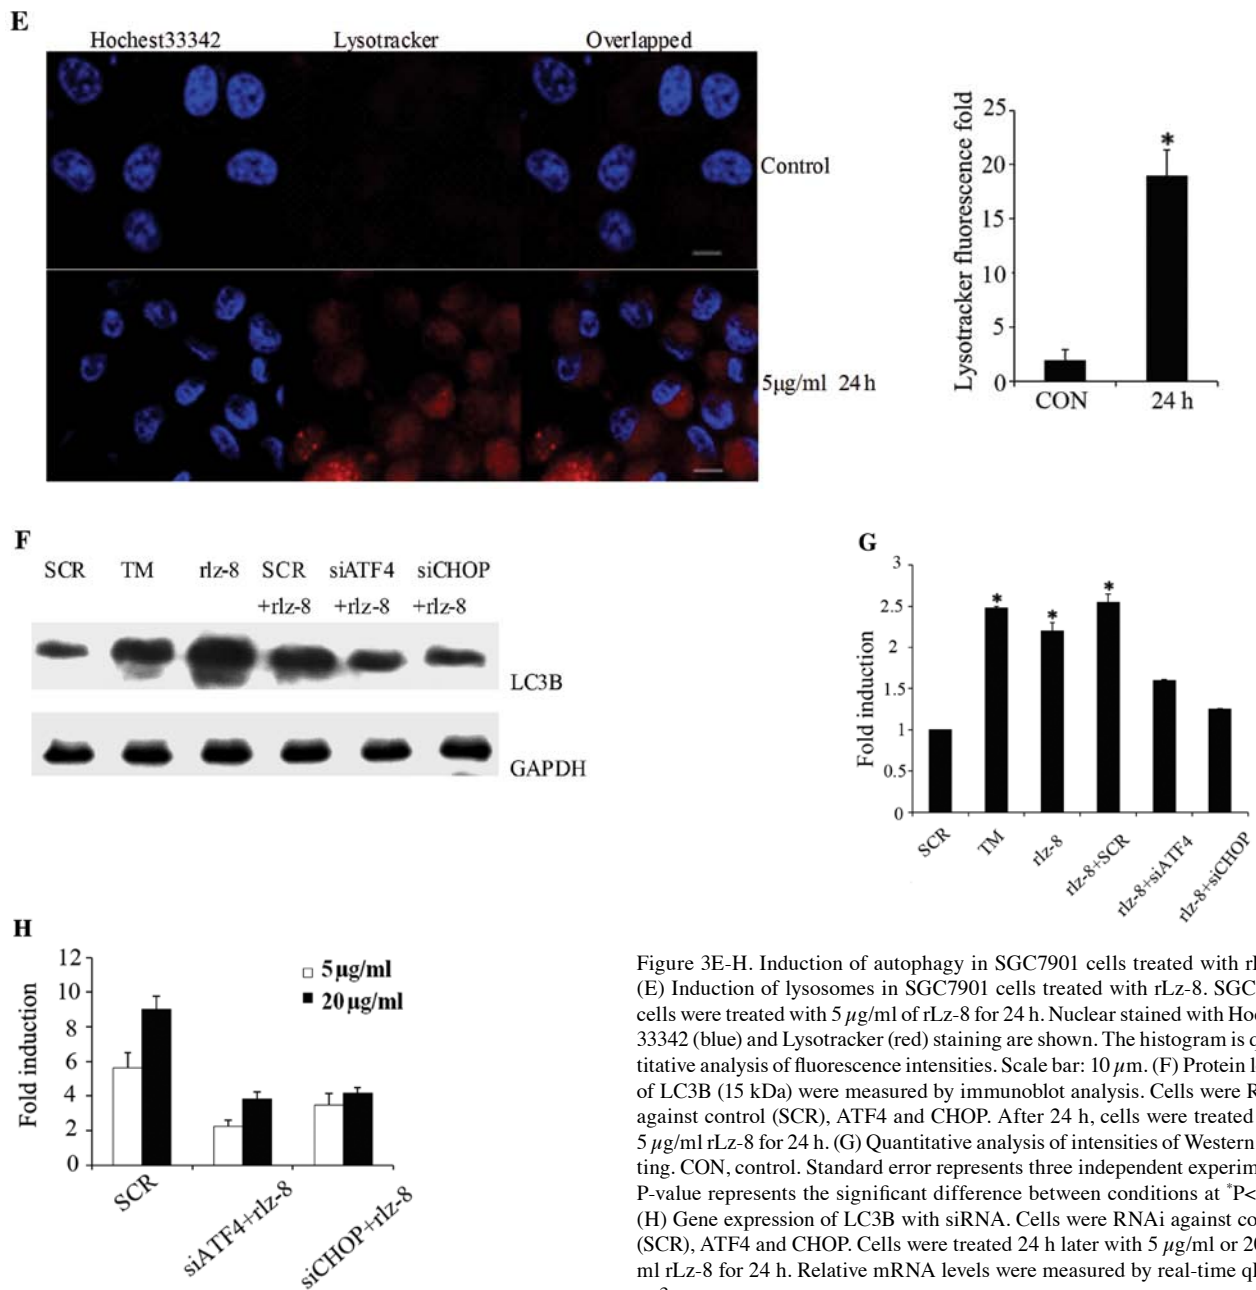 E
Hochest33342 Lysotracker Overlapped
Control
5μg/ml 24 h
Lysotracker fluorescence fold
25
20
15
10
5
0
*
CON 24 h
F
SCR TM rlz-8 SCR siATF4 siCHOP
+rlz-8 +rlz-8 +rlz-8
LC3B
GAPDH
G
Fold induction
3
2.5
2
1.5
1
0.5
0
* * *
SCR TM rlz-8 rlz-8+SCR rlz-8+siATF4 rlz-8+siCHOP
H
Fold induction
12
10
8
6
4
2
0
5μg/ml
20μg/ml
SCR siATF4+rlz-8 siCHOP+rlz-8
Figure 3E-H. Induction of autophagy in SGC7901 cells treated with
(E) Induction of lysosomes in SGC7901 cells treated with rLz-8. SGC
cells were treated with 5 μg/ml of rLz-8 for 24 h. Nuclear stained with Hoe
33342 (blue) and Lysotracker (red) staining are shown. The histogram is q
titative analysis of fluorescence intensities. Scale bar: 10 μm. (F) Protein l
of LC3B (15 kDa) were measured by immunoblot analysis. Cells were R
against control (SCR), ATF4 and CHOP. After 24 h, cells were treated
5 μg/ml rLz-8 for 24 h. (G) Quantitative analysis of intensities of Western
ting. CON, control. Standard error represents three independent experim
P-value represents the significant difference between conditions at *P<
(H) Gene expression of LC3B with siRNA. Cells were RNAi against co
(SCR), ATF4 and CHOP. Cells were treated 24 h later with 5 μg/ml or 20
ml rLz-8 for 24 h. Relative mRNA levels were measured by real-time